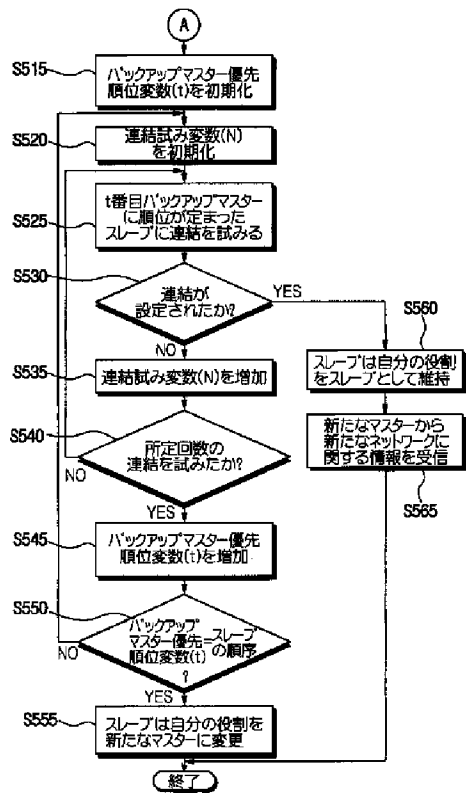 A
S515
バックアップマスター優先
順位変数(t)を初期化
S520
連結試み変数(N)
を初期化
S525
t番目バックアップマスター
に順位が定まった
スレーブに連結を試みる
S530
連結が
設定されたか?
YES
NO
S560
スレーブは自分の役割
をスレーブとして維持
S535
連結試み変数(N)を増加
新たなマスターから
新たなネットワークに
関する情報を受信
S565
S540
所定回数の
連結を試みたか?
NO
YES
S545
バックアップマスター優先
順位変数(t)を増加
S550
バックアップ
マスター優先=スレーブ
順位変数(t) の順序
?
NO
YES
S555
スレーブは自分の役割を
新たなマスターに変更
終了